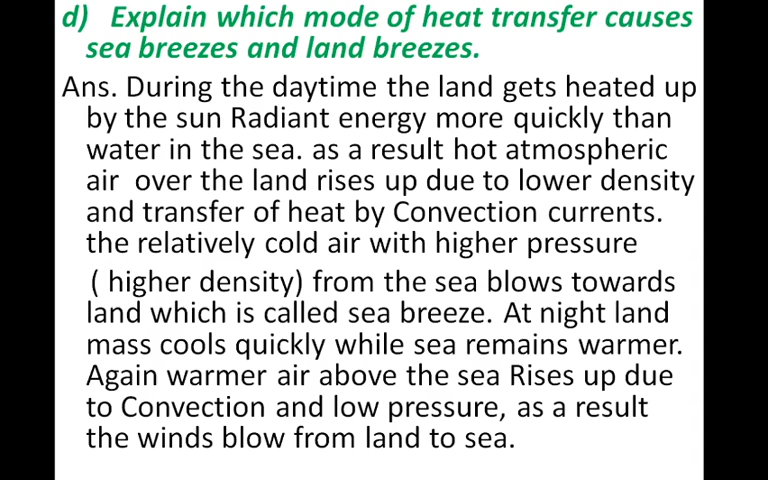 d) Explain which mode of heat transfer causes
sea breezes and land breezes.
Ans. During the daytime the land gets heated up
by the sun Radiant energy more quickly than
water in the sea. as a result hot atmospheric
air over the land rises up due to lower density
and transfer of heat by Convection currents.
the relatively cold air with higher pressure
( higher density) from the sea blows towards
land which is called sea breeze. At night land
mass cools quickly while sea remains warmer.
Again warmer air above the sea Rises up due
to Convection and low pressure, as a result
the winds blow from land to sea.